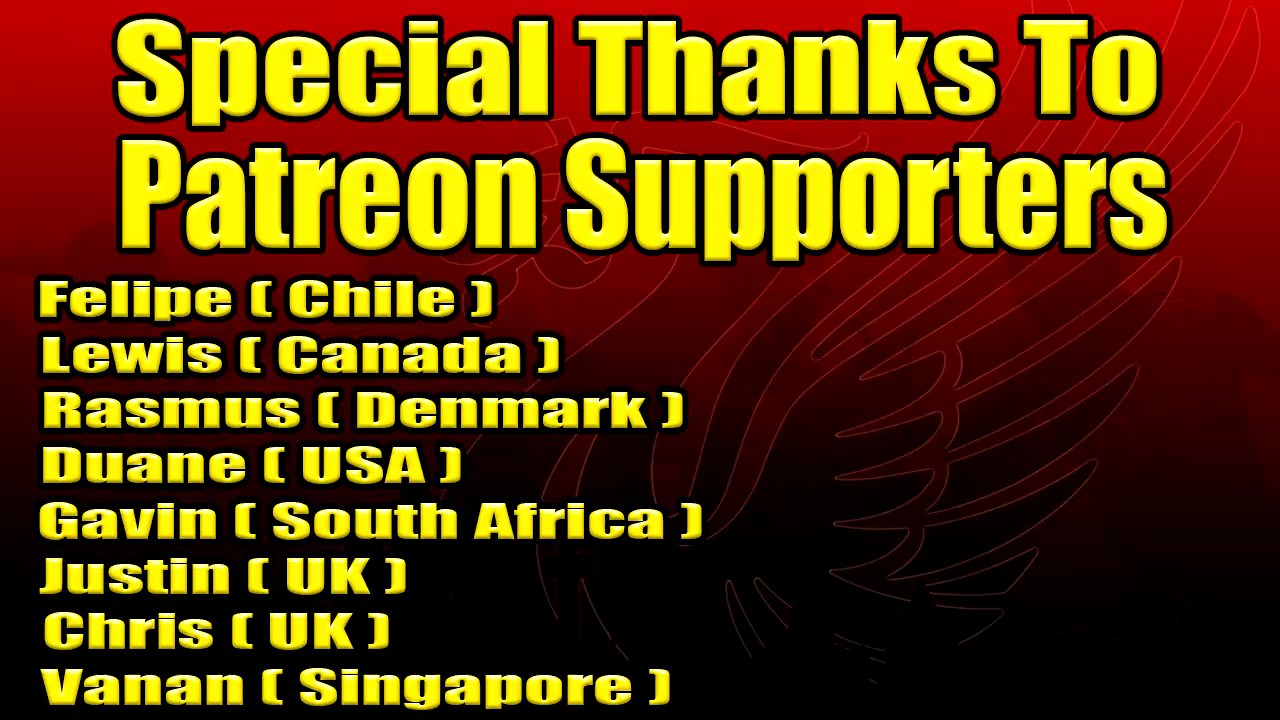 Special Thanks To
Patreon Supporters
Felipe ( Chile )
Lewis ( Canada )
Rasmus ( Denmark )
Duane ( USA )
Gavin ( South Africa )
Justin ( UK )
Chris ( UK )
Vanan ( Singapore )